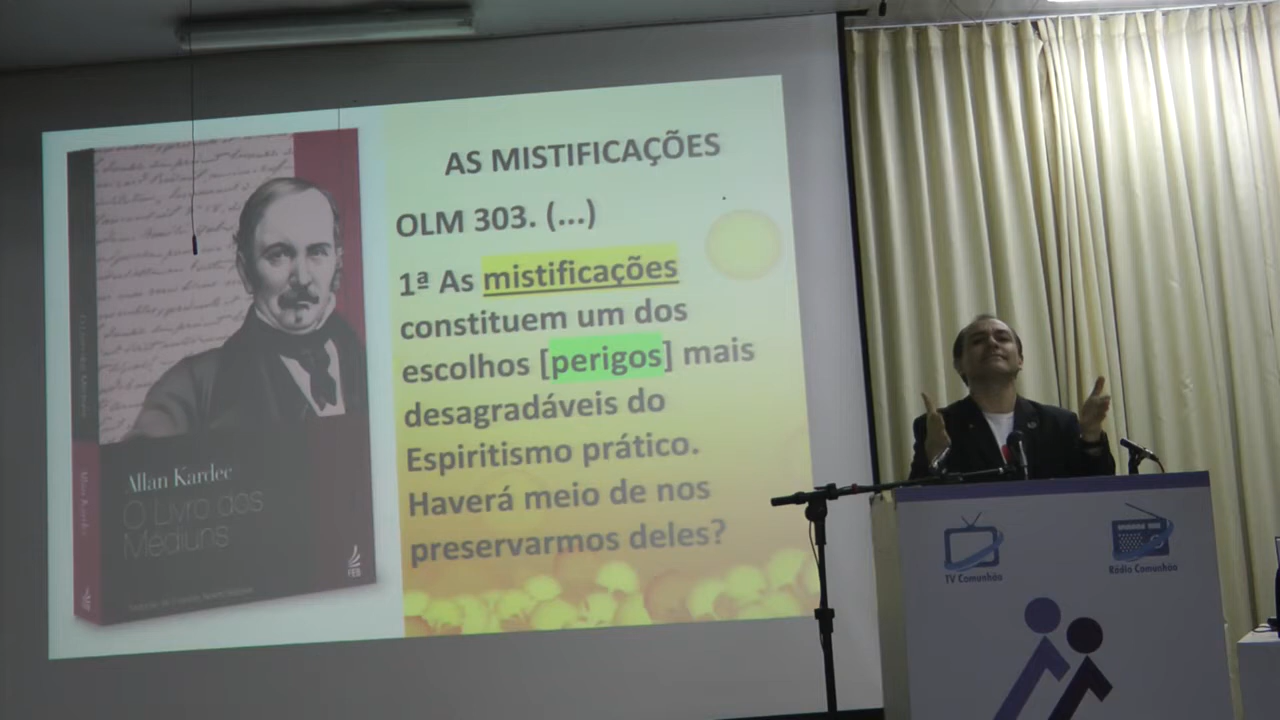 AS MISTIFICAÇÕES
OLM 303. (...)
1ª As mistificações
constituem um dos
escolhos [perigos] mais
desagradáveis do
Espiritismo prático.
Haverá meio de nos
preservarmos deles?
Allan Kardec
O Livro dos
Médiuns
FEB
TV Comunhão
Rádio Comunhão